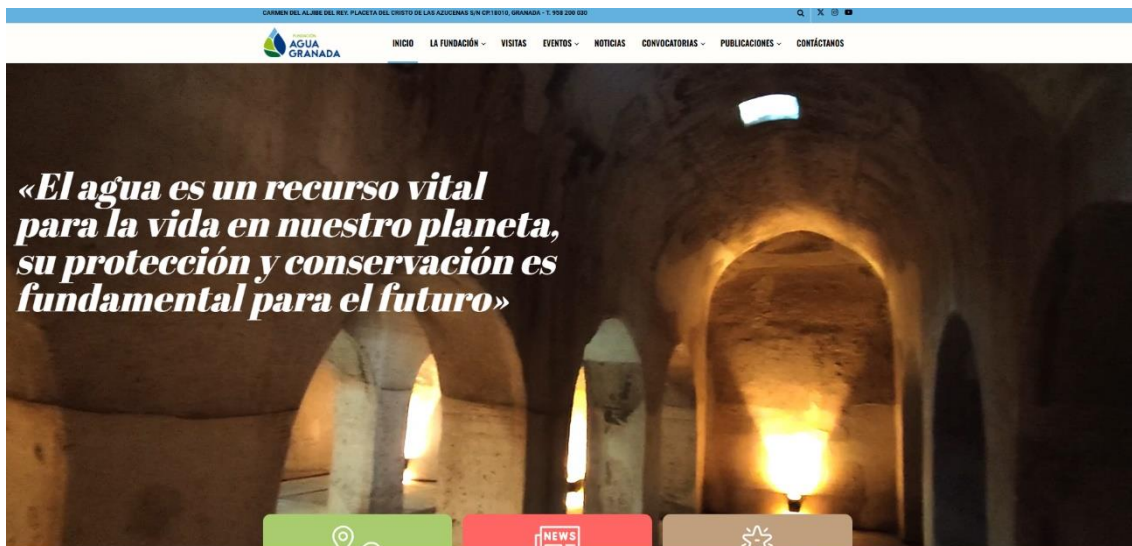 CARMEN DEL ALJIBE DEL REY. PLACETA DEL CRISTO DE LAS AZUCENAS S/N CP.18010, GRANADA - T. 958 200 030
FUNDACIÓN
AGUA
GRANADA
INICIO LA FUNDACIÓN VISITAS EVENTOS NOTICIAS CONVOCATORIAS PUBLICACIONES CONTÁCTANOS
«El agua es un recurso vital
para la vida en nuestro planeta,
su protección y conservación es
fundamental para el futuro»
NEWS